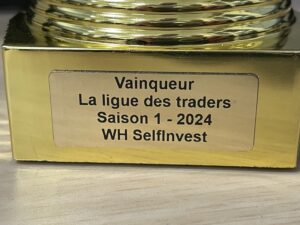 Vainqueur
La ligue des traders
Saison 1 - 2024
WH SelfInvest